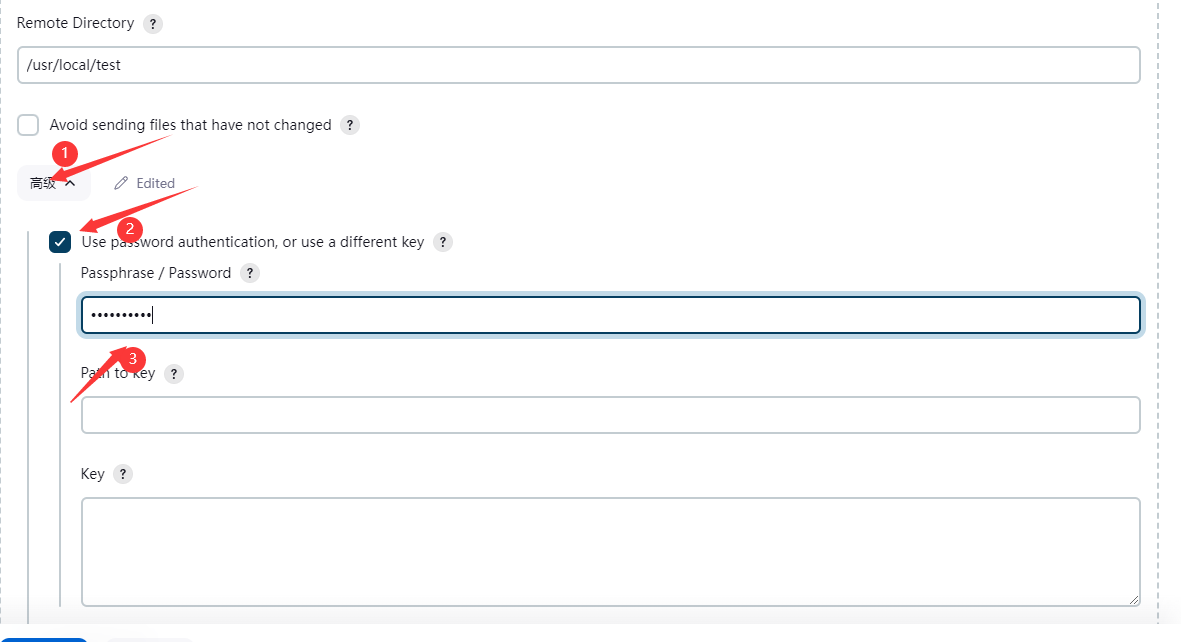 Remote Directory ?
/usr/local/test
Avoid sending files that have not changed ?
1
高级 Edited
2
Use password authentication, or use a different key ?
Passphrase / Password ?
••••••••••
3
Path to key ?
Key ?